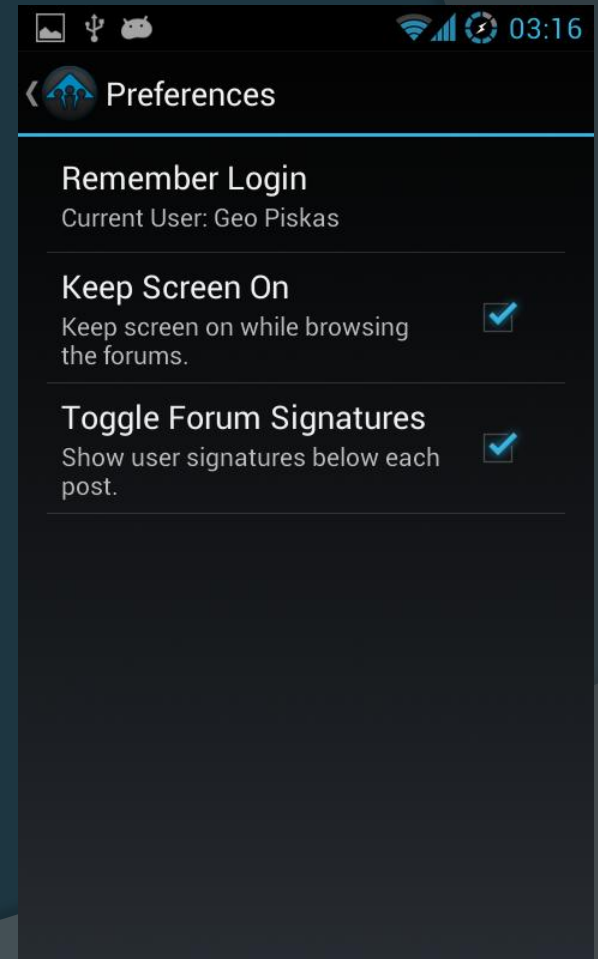 03:16
Preferences
Remember Login
Current User: Geo Piskas
Keep Screen On
Keep screen on while browsing
the forums.
Toggle Forum Signatures
Show user signatures below each
post.